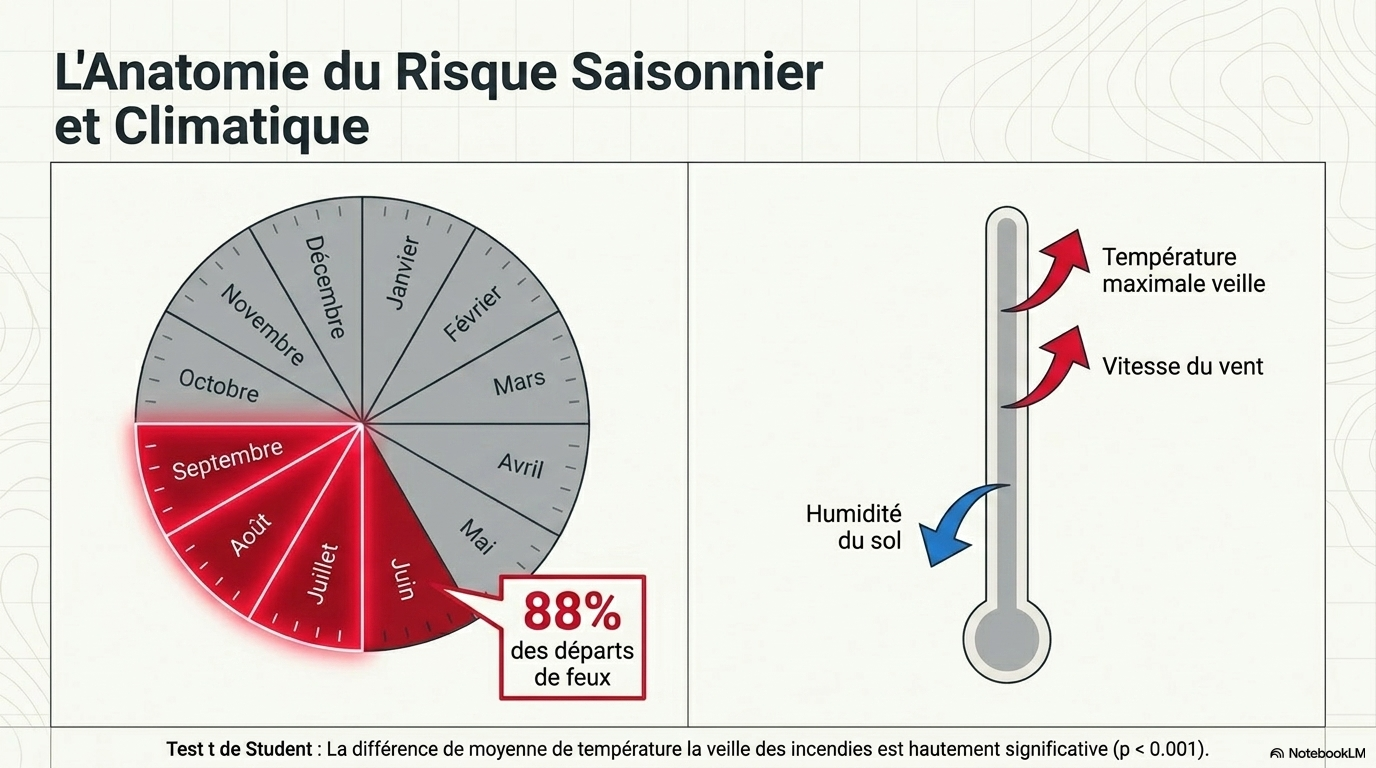 L'Anatomie du Risque Saisonnier
et Climatique
Janvier
Février
Mars
Avril
Mai
Juin
Juillet
Août
Septembre
Octobre
Novembre
Décembre
88%
des départs
de feux
Température
maximale veille
Vitesse du vent
Humidité
du sol
Test t de Student : La différence de moyenne de température la veille des incendies est hautement significative (p < 0.001).
NotebookLM